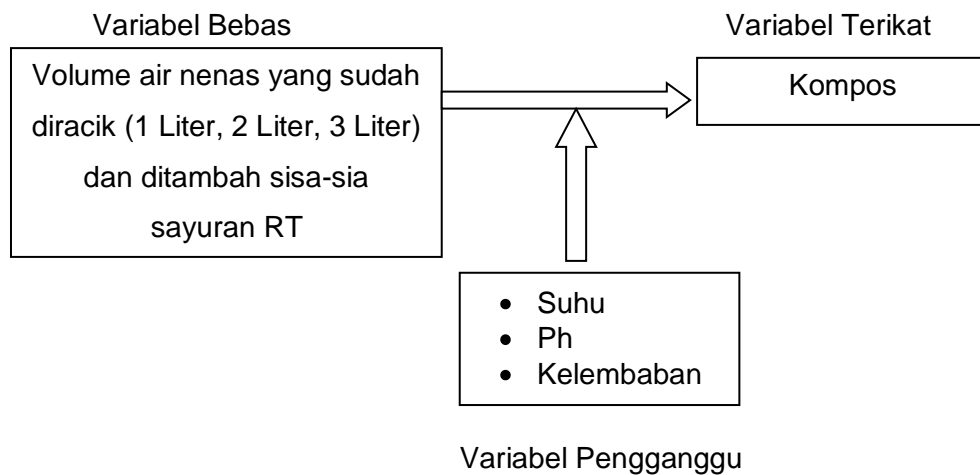 Variabel Bebas
Volume air nenas yang sudah
diracik (1 Liter, 2 Liter, 3 Liter)
dan ditambah sisa-sia
sayuran RT
Variabel Terikat
Kompos
• Suhu
• Ph
• Kelembaban
Variabel Pengganggu